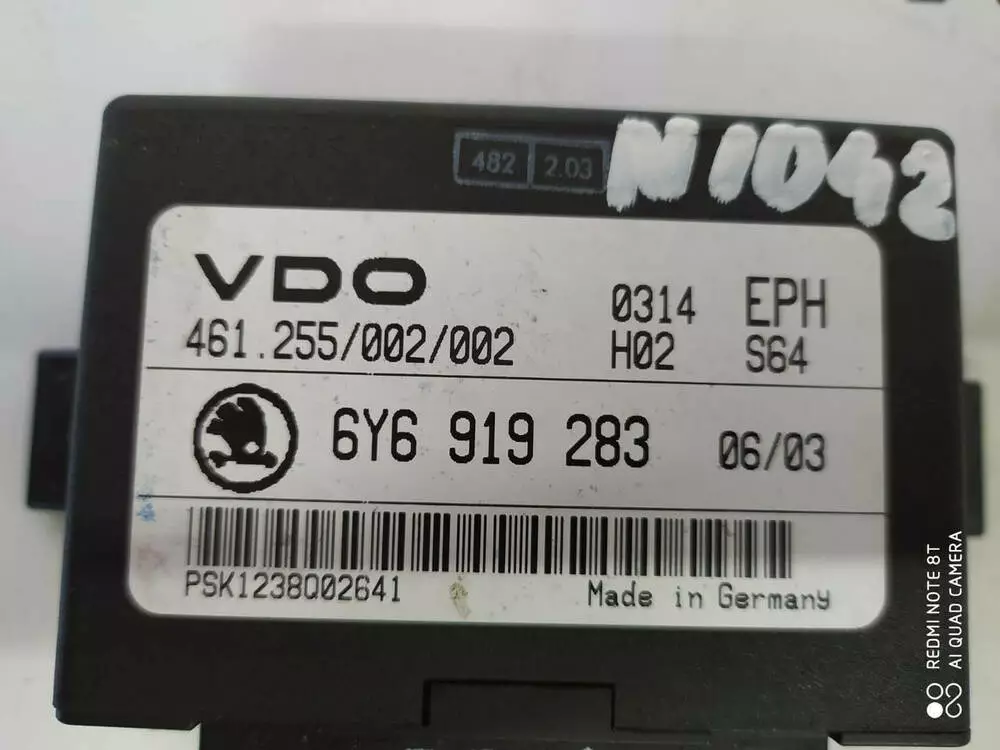 482 2.03
N1042
VDO
461.255/002/002
0314 EPH
H02 S64
6Y6 919 283 06/03
PSK1238Q02641
Made in Germany
REDMI NOTE 8T
AI QUAD CAMERA